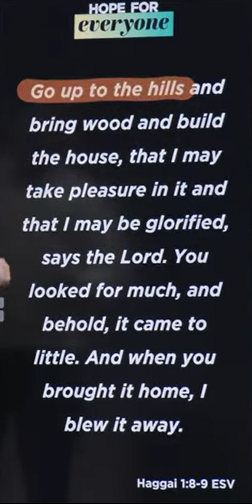 HOPE FOR
everyone
Go up to the hills and
bring wood and build
the house, that I may
take pleasure in it and
that I may be glorified,
says the Lord. You
looked for much, and
behold, it came to
little. And when you
brought it home, I
blew it away.
Haggai 1:8-9 ESV